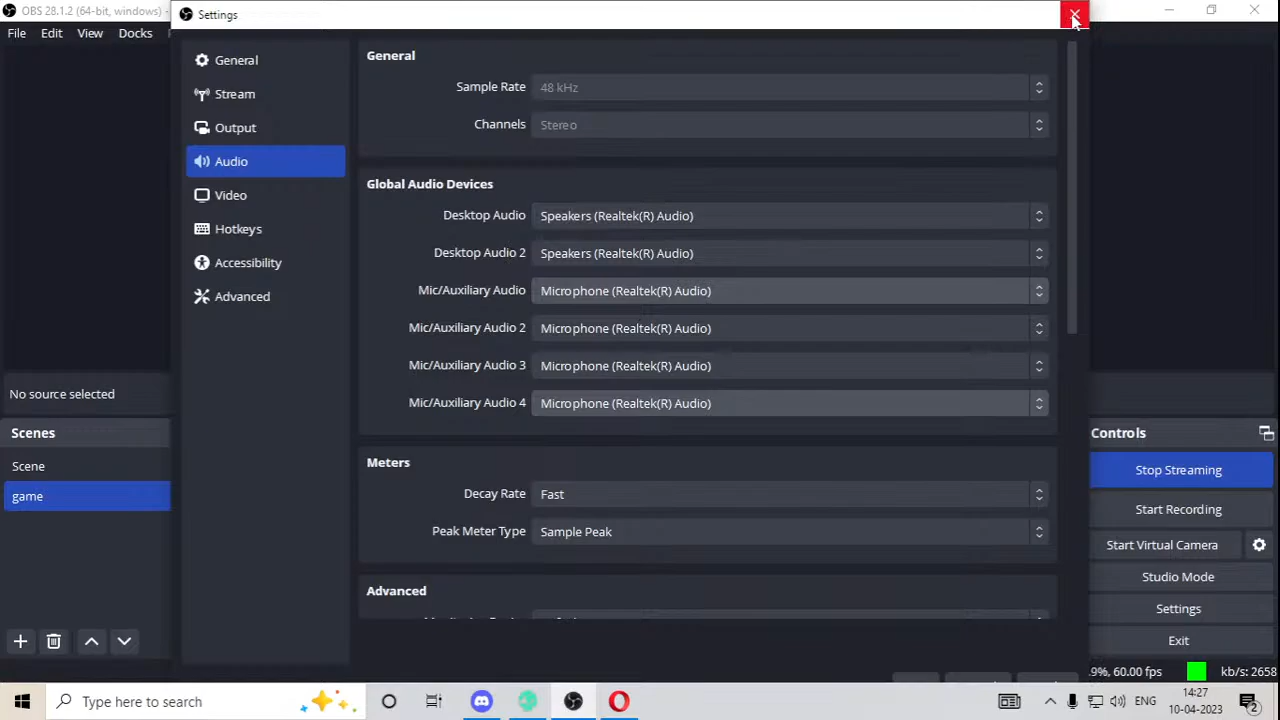 OBS 28.1.2 (64-bit, windows) -
Settings
File Edit View Docks
General
Stream
Output
Audio
Video
Hotkeys
Accessibility
Advanced
General
Sample Rate 48 kHz
Channels Stereo
Global Audio Devices
Desktop Audio Speakers (Realtek(R) Audio)
Desktop Audio 2 Speakers (Realtek(R) Audio)
Mic/Auxiliary Audio Microphone (Realtek(R) Audio)
Mic/Auxiliary Audio 2 Microphone (Realtek(R) Audio)
Mic/Auxiliary Audio 3 Microphone (Realtek(R) Audio)
Mic/Auxiliary Audio 4 Microphone (Realtek(R) Audio)
Meters
Decay Rate Fast
Peak Meter Type Sample Peak
Advanced
No source selected
Scenes
Scene
game
Controls
Stop Streaming
Start Recording
Start Virtual Camera
Studio Mode
Settings
Exit
9%, 60.00 fps kb/s: 2658
Type here to search
ENG
14:27
10-04-2023
2